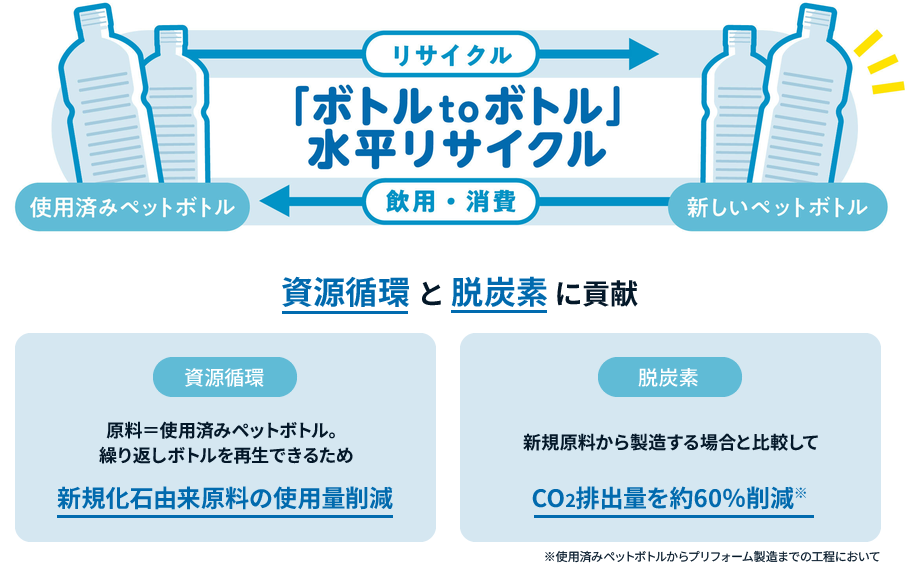 リサイクル
「ボトルtoボトル」
水平リサイクル
使用済みペットボトル
飲用・消費
新しいペットボトル
資源循環 と 脱炭素 に貢献
資源循環
原料＝使用済みペットボトル。
繰り返しボトルを再生できるため
新規化石由来原料の使用量削減
脱炭素
新規原料から製造する場合と比較して
CO2排出量を約60%削減※
※使用済みペットボトルからプリフォーム製造までの工程において